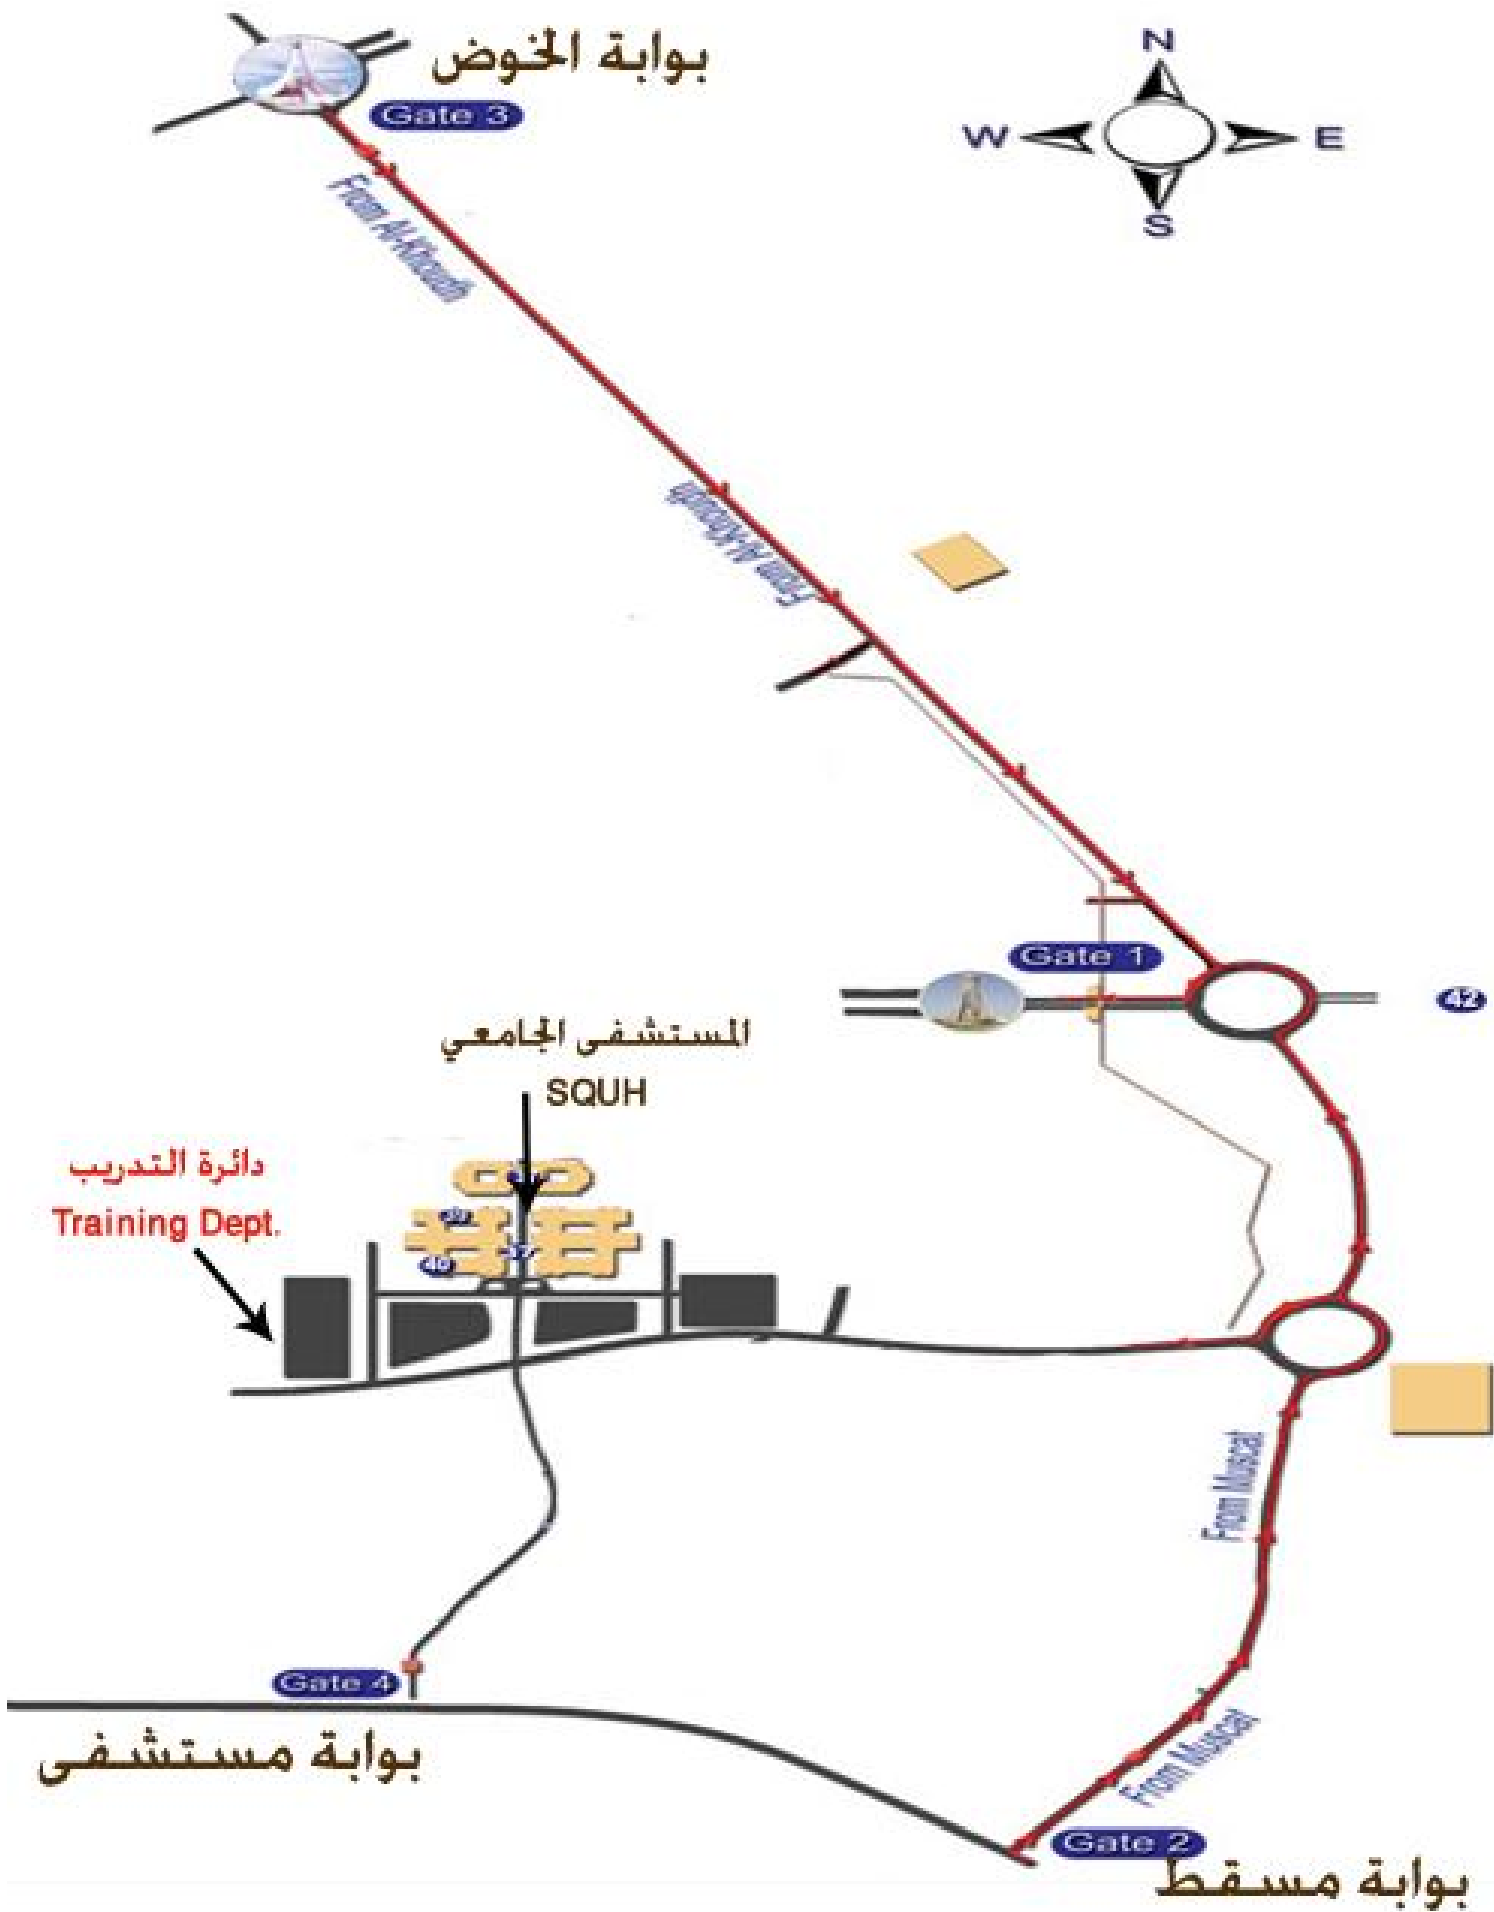 بوابة الخوض
Gate 3
N
W
E
S
From Al-Khoudh
From Al-Khoudh
Gate 1
42
المستشفى الجامعي
SQUH
دائرة التدريب
Training Dept.
39
37
40
From Muscat
Gate 4
بوابة مستشفى
From Muscat
Gate 2
بوابة مسقط